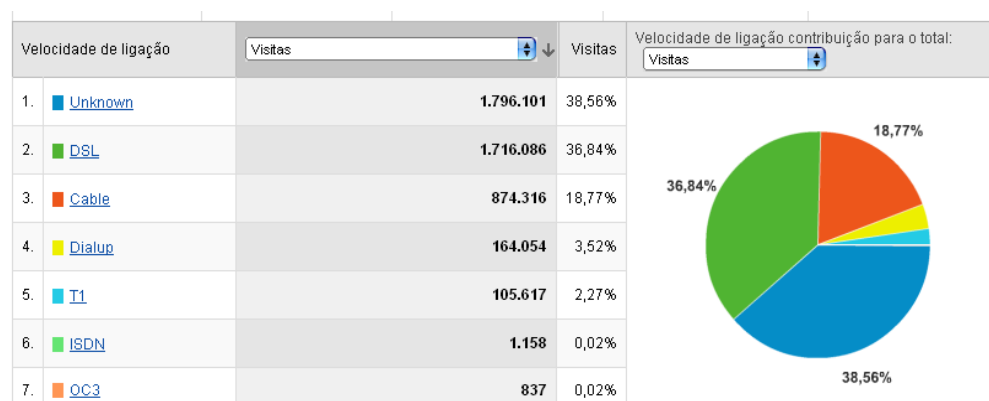 Velocidade de ligação Visitas Visitas Velocidade de ligação contribuição para o total:
Visitas
1. Unknown 1.796.101 38,56%
2. DSL 1.716.086 36,84%
3. Cable 874.316 18,77%
4. Dialup 164.054 3,52%
5. T1 105.617 2,27%
6. ISDN 1.158 0,02%
7. OC3 837 0,02%
18,77%
36,84%
38,56%